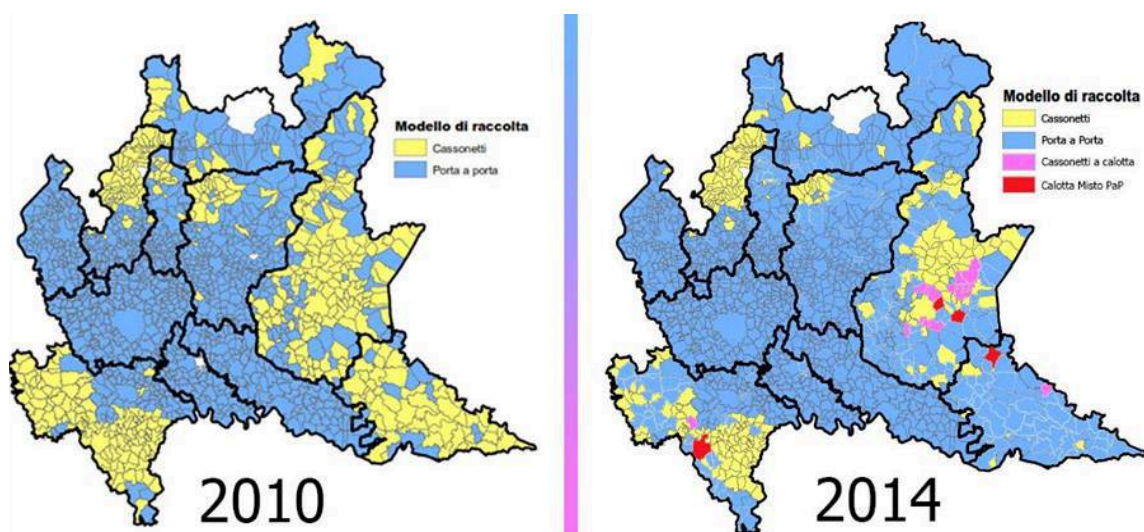 Modello di raccolta
Cassonetti
Porta a porta
2010
Modello di raccolta
Cassonetti
Porta a Porta
Cassonetti a calotta
Calotta Misto PaP
2014